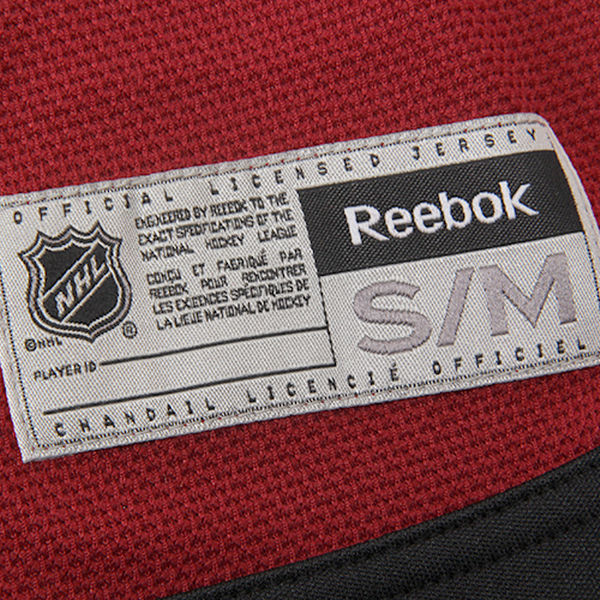 OFFICIAL LICENSED JERSEY
NHL
©NHL ®
ENGINEERED BY REEBOK TO THE
EXACT SPECIFICATIONS OF THE
NATIONAL HOCKEY LEAGUE
CONÇU ET FABRIQUÉ PAR
REEBOK POUR RENCONTRER
LES EXIGENCES SPÉCIFIQUES DE
LA LIGUE NATIONAL DE HOCKEY
Reebok
S/M
PLAYER ID
CHANDAIL LICENCIÉ OFFICIEL